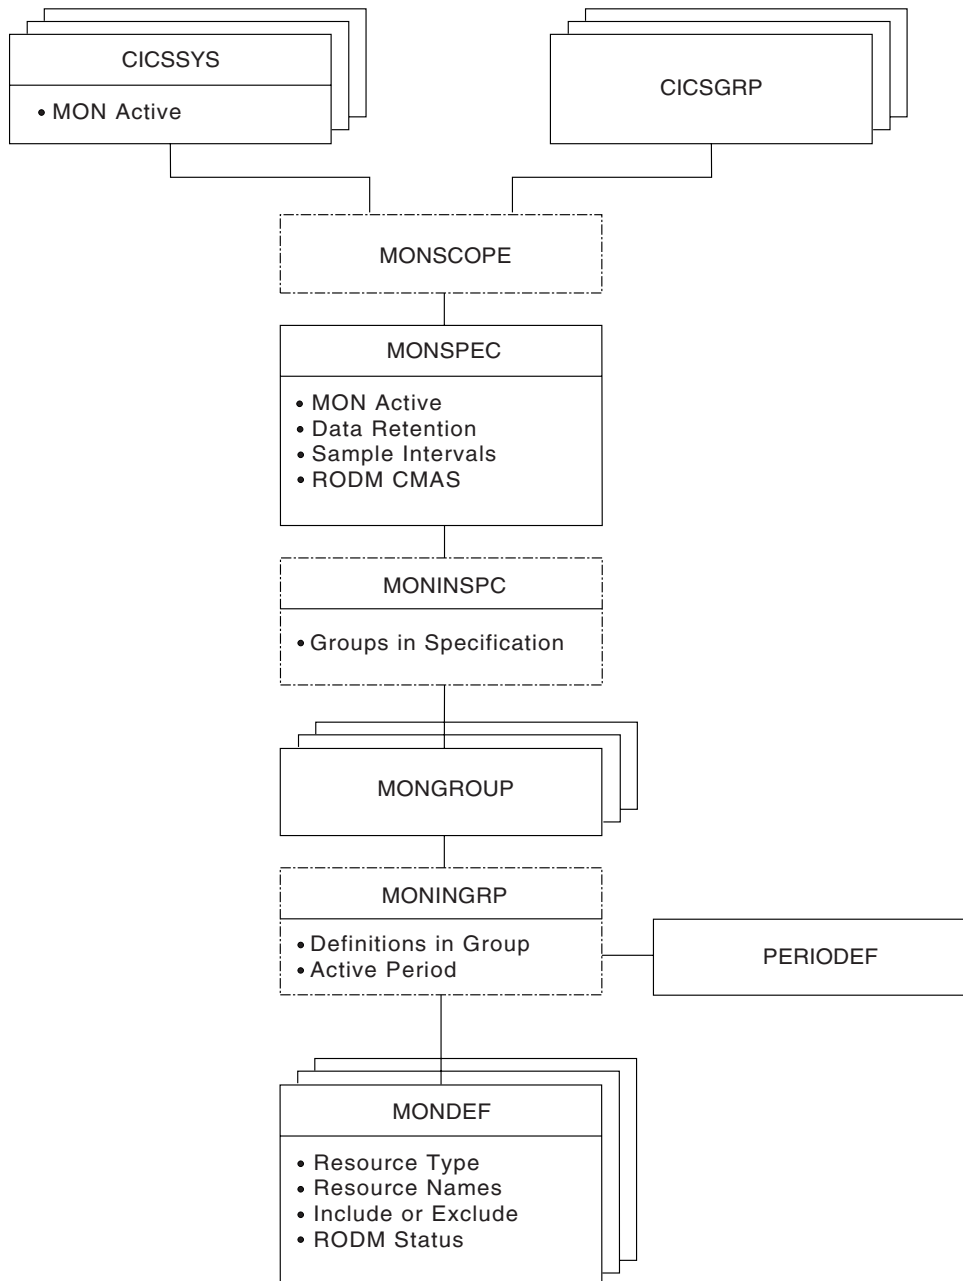 CICSSYS
• MON Active
CICSGRP
MONSCOPE
MONSPEC
• MON Active
• Data Retention
• Sample Intervals
• RODM CMAS
MONINSPC
• Groups in Specification
MONGROUP
MONINGRP
• Definitions in Group
• Active Period
PERIODEF
MONDEF
• Resource Type
• Resource Names
• Include or Exclude
• RODM Status